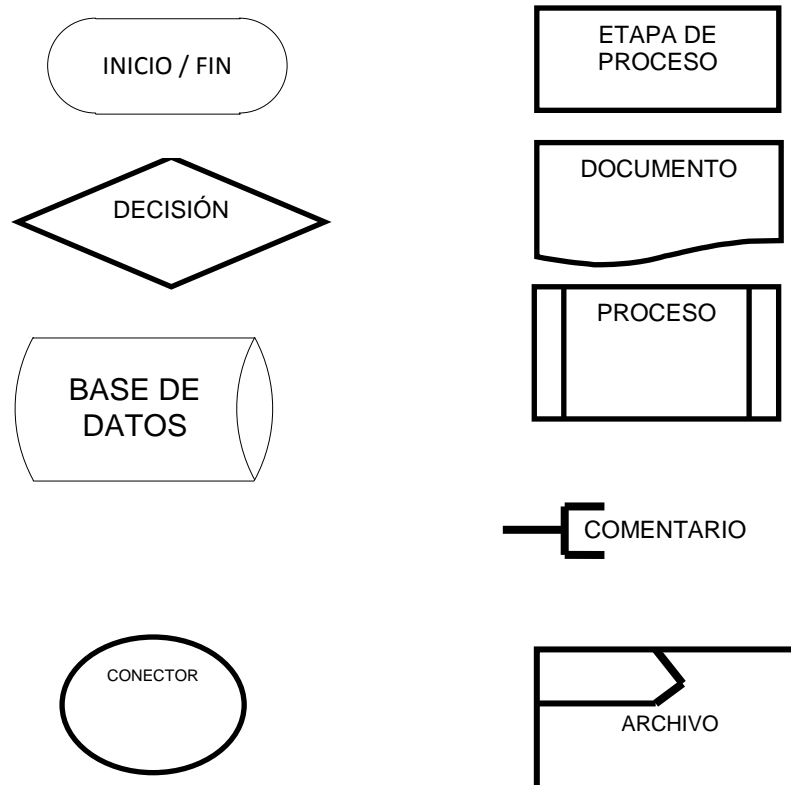 INICIO / FIN
ETAPA DE
PROCESO
DECISIÓN
DOCUMENTO
PROCESO
BASE DE
DATOS
COMENTARIO
CONECTOR
ARCHIVO